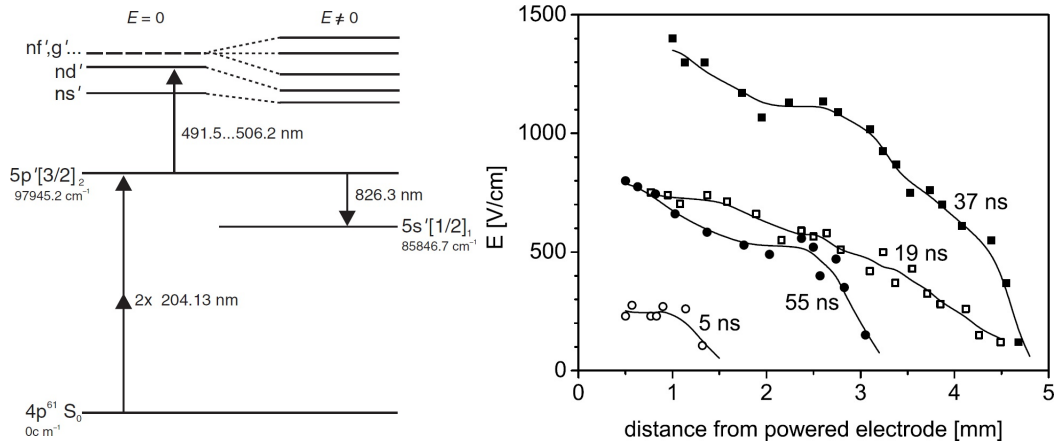 E = 0
E ≠ 0
nf′,g′
nd′
ns′
491.5...506.2 nm
5p′[3/2]₂
97945.2 cm⁻¹
826.3 nm
5s′[1/2]₁
85846.7 cm⁻¹
2x 204.13 nm
4p⁶¹ S₀
0c m⁻¹
1500
1000
500
0
E [V/cm]
37 ns
19 ns
55 ns
5 ns
0
1
2
3
4
5
distance from powered electrode [mm]